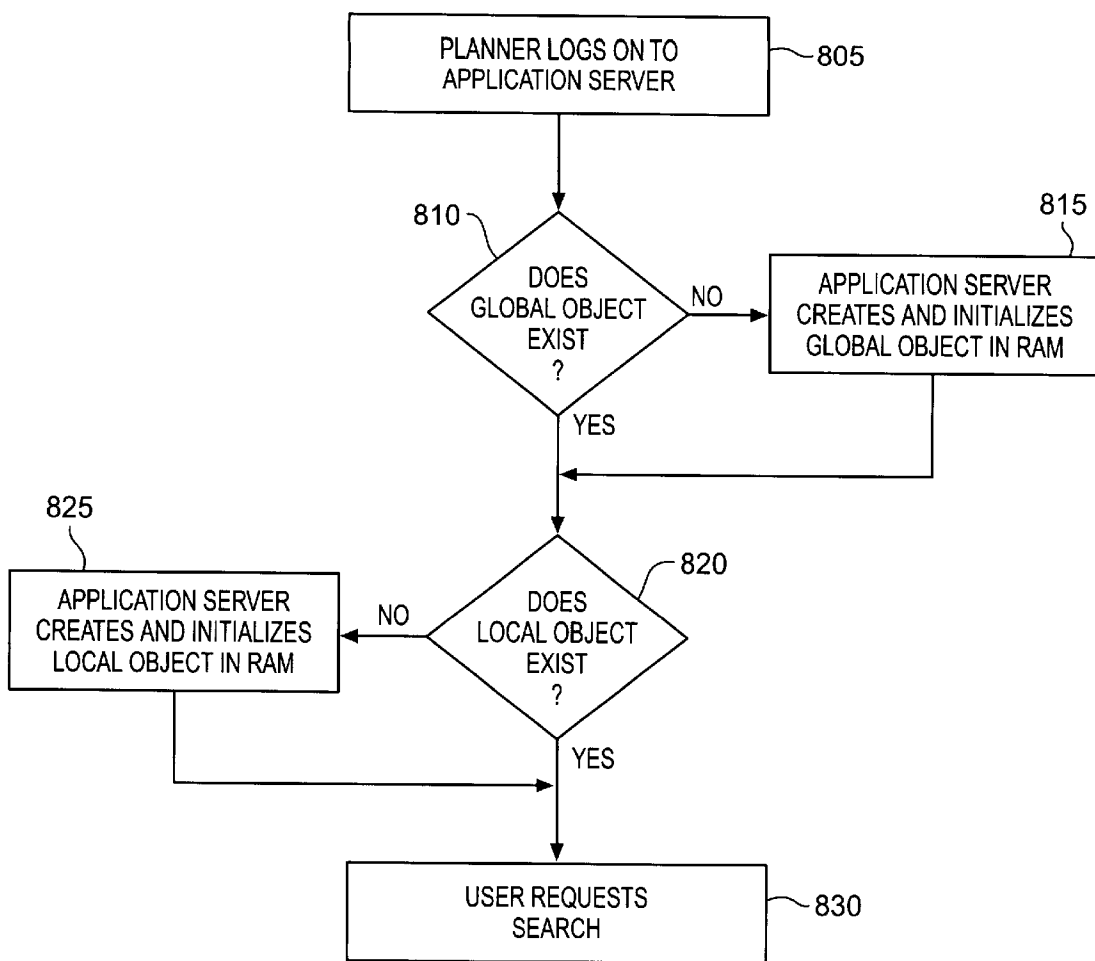 PLANNER LOGS ON TO
APPLICATION SERVER
805
810
DOES
GLOBAL OBJECT
EXIST
?
NO
YES
815
APPLICATION SERVER
CREATES AND INITIALIZES
GLOBAL OBJECT IN RAM
820
DOES
LOCAL OBJECT
EXIST
?
NO
YES
825
APPLICATION SERVER
CREATES AND INITIALIZES
LOCAL OBJECT IN RAM
USER REQUESTS
SEARCH
830